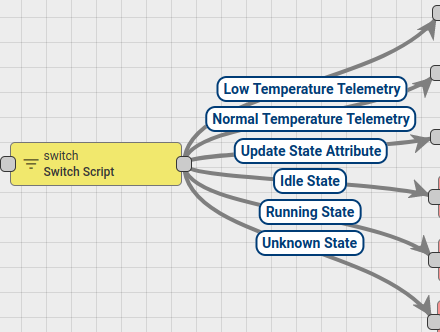 Low Temperature Telemetry
Normal Temperature Telemetry
switch
Switch Script
Update State Attribute
Idle State
Running State
Unknown State